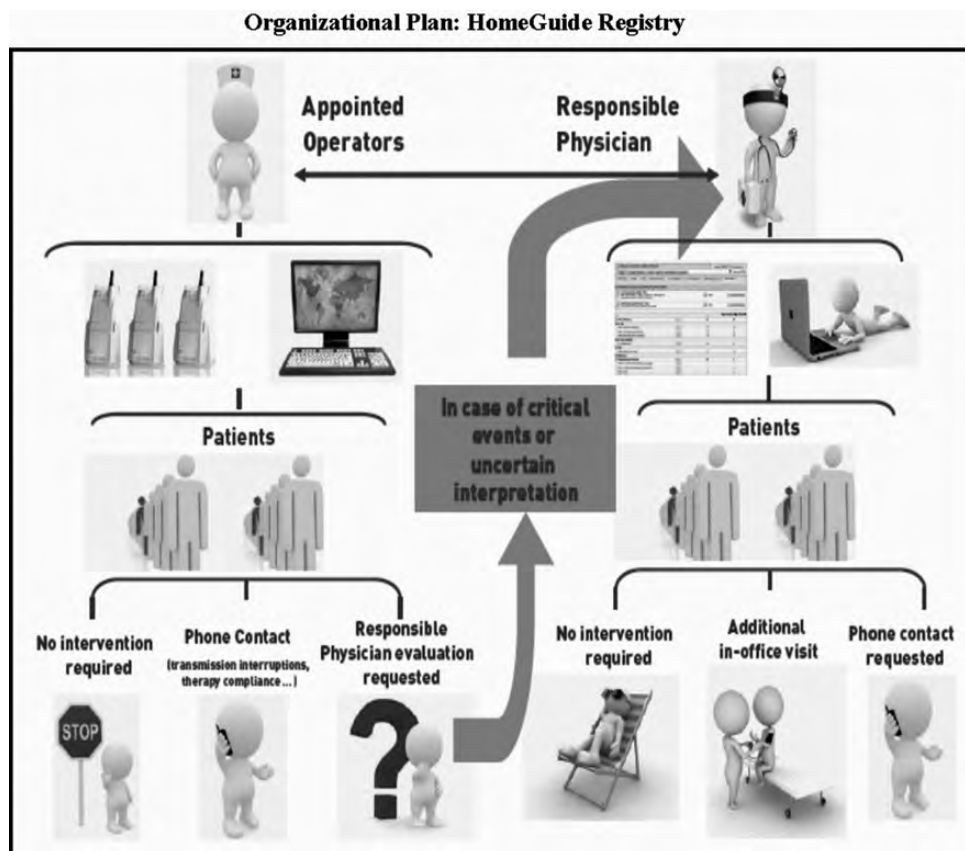 Organizational Plan: HomeGuide Registry
Appointed
Operators
Responsible
Physician
In case of critical
events or
uncertain
interpretation
Patients
Patients
No intervention
required
Phone Contact
(transmission interruptions,
therapy compliance ... )
Responsible
Physician evaluation
requested
No intervention
required
Additional
in-office visit
Phone contact
requested
STOP